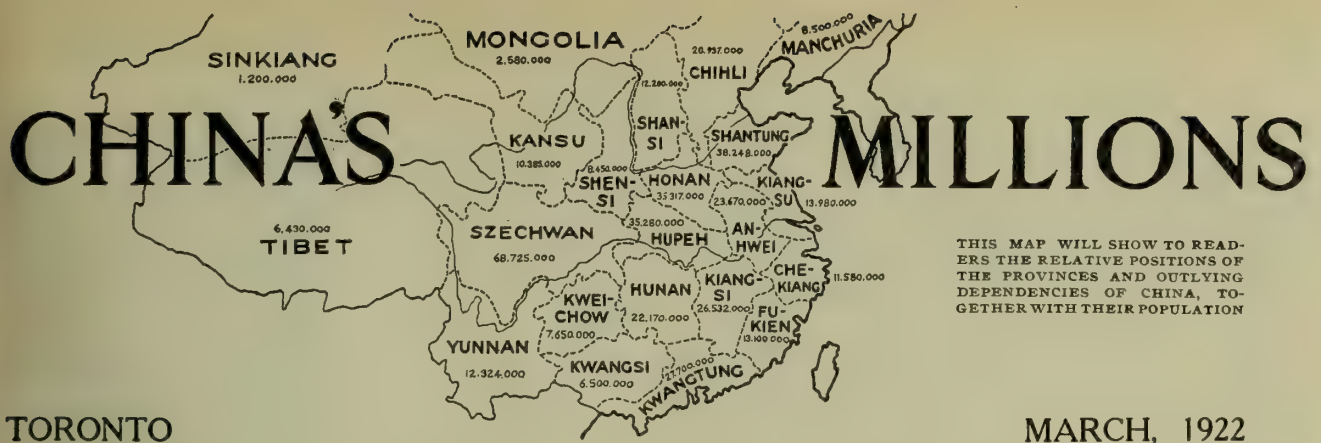 CHINA'S MILLIONS
SINKIANG
1.200.000
MONGOLIA
2.580.000
8.500.000
MANCHURIA
20.937.000
CHIHLI
12.200.000
SHAN-
SI
KANSU
10.385.000
SHANTUNG
38.248.000
8.450.000
SHEN-
SI
HONAN
35.317.000
KIANG-
SU
13.980.000
23.670.000
AN-
HWEI
6.430.000
TIBET
SZECHWAN
68.725.000
35.280.000
HUPEH
CHE-
KIANG
11.580.000
KIANG-
SI
26.532.000
HUNAN
22.170.000
KWEI-
CHOW
7.650.000
FU-
KIEN
13.100.000
YUNNAN
12.324.000
KWANGSI
6.500.000
27.700.000
KWANGTUNG
THIS MAP WILL SHOW TO READ-
ERS THE RELATIVE POSITIONS OF
THE PROVINCES AND OUTLYING
DEPENDENCIES OF CHINA, TO-
GETHER WITH THEIR POPULATION
TORONTO
MARCH, 1922